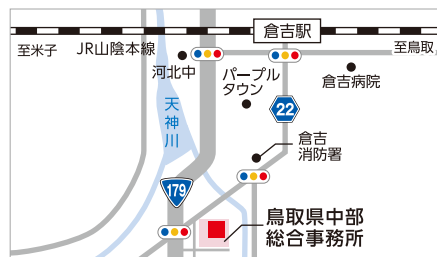 倉吉駅
至米子
JR山陰本線
至鳥取
河北中
パープル
タウン
倉吉病院
天神川
22
倉吉
消防署
179
鳥取県中部
総合事務所